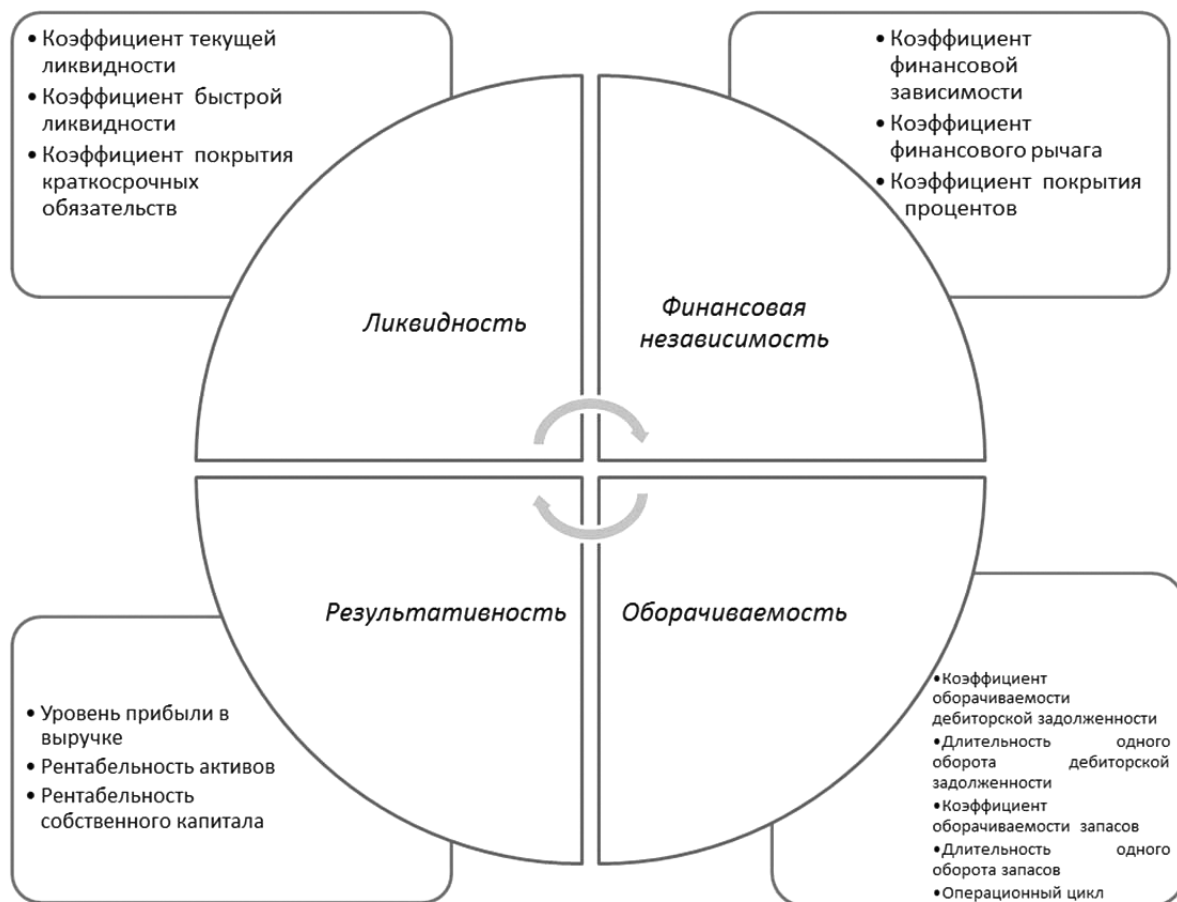 • Коэффициент текущей
ликвидности
• Коэффициент быстрой
ликвидности
• Коэффициент покрытия
краткосрочных
обязательств
• Коэффициент
финансовой
зависимости
• Коэффициент
финансового рычага
• Коэффициент покрытия
процентов
Ликвидность
Финансовая
независимость
Результативность
Оборачиваемость
• Уровень прибыли в
выручке
• Рентабельность активов
• Рентабельность
собственного капитала
•Коэффициент
оборачиваемости
дебиторской задолженности
•Длительность одного
оборота дебиторской
задолженности
•Коэффициент
оборачиваемости запасов
•Длительность одного
оборота запасов
•Операционный цикл